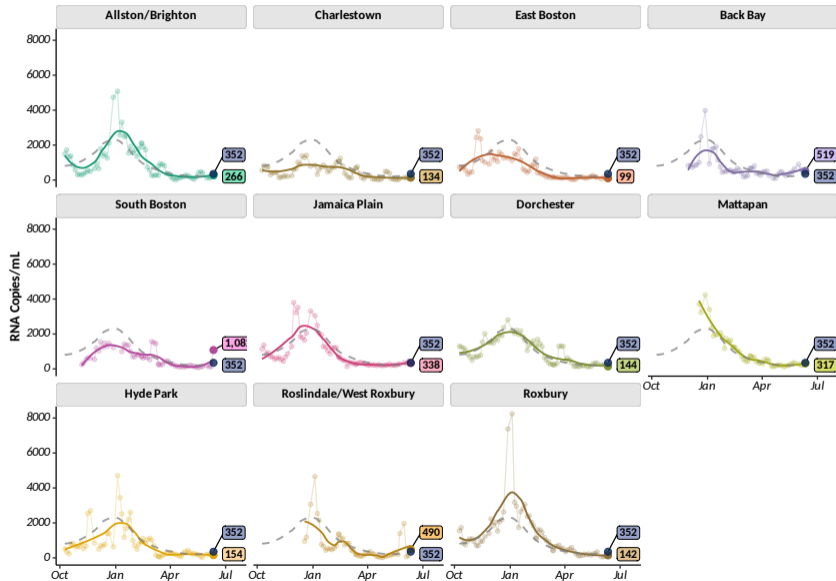 Allston/Brighton
Charlestown
East Boston
Back Bay
8000
6000
4000
2000
0
352
266
352
134
352
99
519
352
South Boston
Jamaica Plain
Dorchester
Mattapan
RNA Copies/mL
8000
6000
4000
2000
0
1,08
352
352
338
352
144
352
317
Oct Jan Apr Jul
Hyde Park
Roslindale/West Roxbury
Roxbury
8000
6000
4000
2000
0
352
154
490
352
352
142
Oct Jan Apr Jul
Oct Jan Apr Jul
Oct Jan Apr Jul